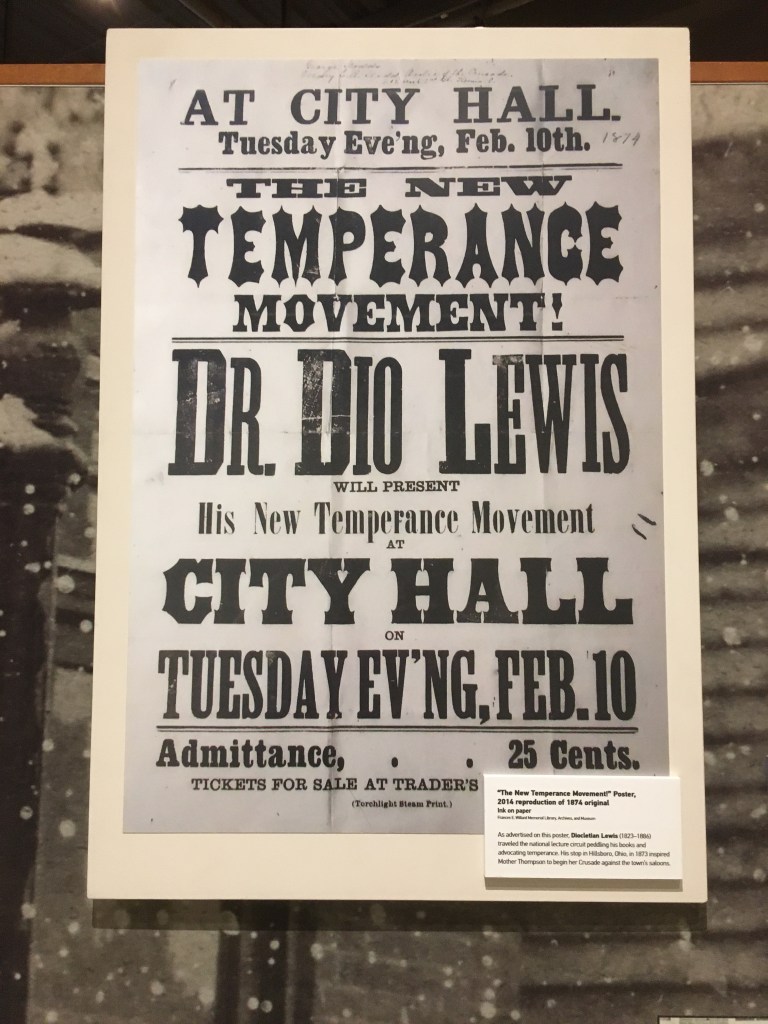 AT CITY HALL.
Tuesday Eve'ng, Feb. 10th. 1874
THE NEW
TEMPERANCE
MOVEMENT!
DR. DIO LEWIS
WILL PRESENT
His New Temperance Movement
AT
CITY HALL
ON
TUESDAY EV'NG, FEB. 10
Admittance, . . 25 Cents.
TICKETS FOR SALE AT TRADER'S
(Torchlight Steam Print.)
"The New Temperance Movement!" Poster,
2014 reproduction of 1874 original
Ink on paper
Frances E. Willard Memorial Library, Archives, and Museum
As advertised on this poster, Diocletian Lewis (1823–1886)
traveled the national lecture circuit peddling his books and
advocating temperance. His stop in Hillsboro, Ohio, in 1873 inspired
Mother Thompson to begin her Crusade against the town's saloons.